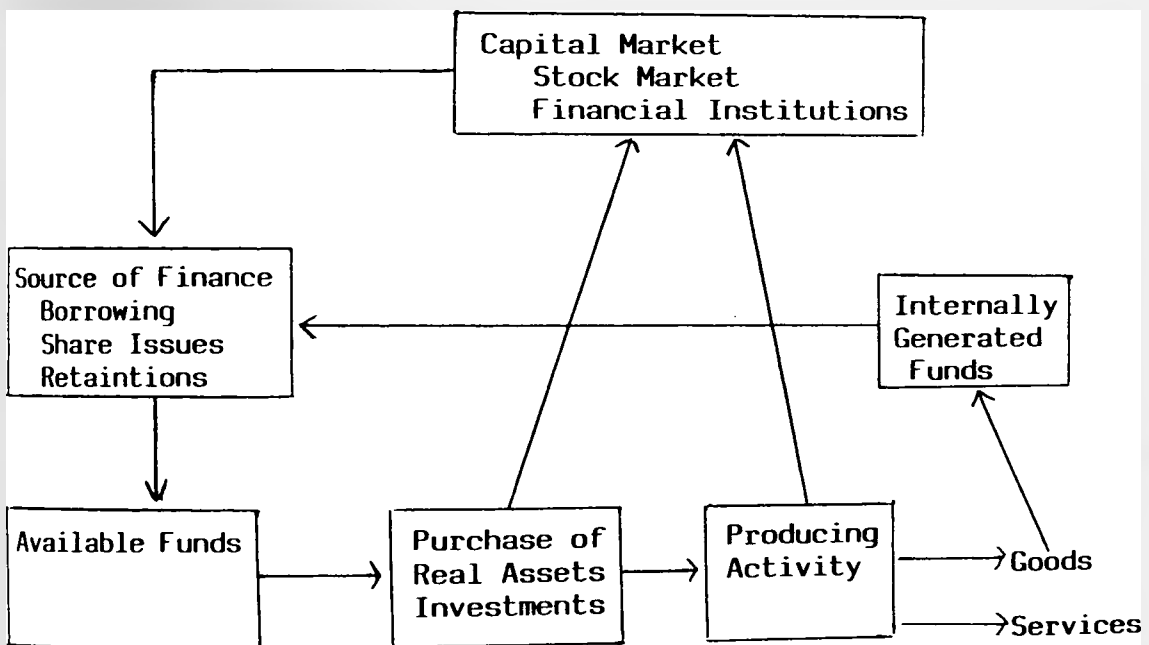 Capital Market
Stock Market
Financial Institutions
Source of Finance
Borrowing
Share Issues
Retaintions
Internally
Generated
Funds
Available Funds
Purchase of
Real Assets
Investments
Producing
Activity
Goods
Services